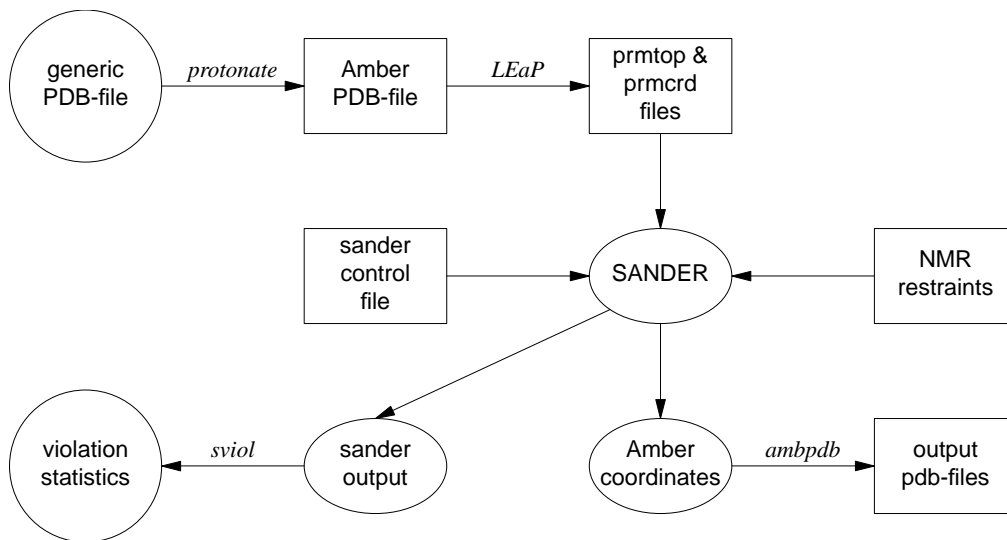 generic
PDB-file
protonate
Amber
PDB-file
LEaP
prmtop &
prmcrd
files
sander
control
file
SANDER
NMR
restraints
violation
statistics
sviol
sander
output
Amber
coordinates
ambpdb
output
pdb-files